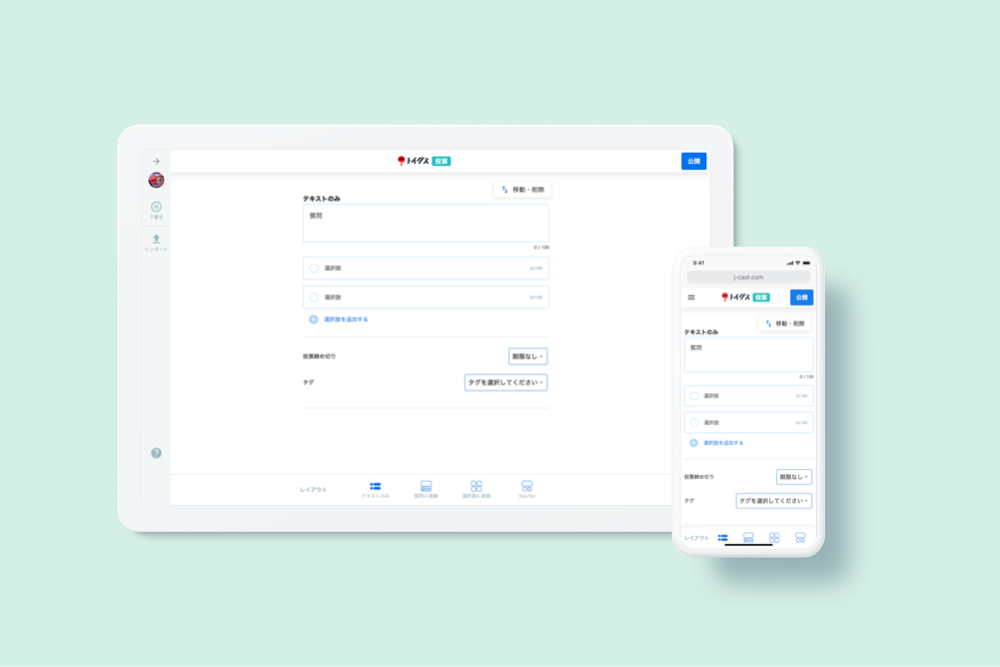 トイダス 投票
公開
下書き
インポート
移動・削除
テキストのみ
質問
0 / 100
選択肢
0/100
選択肢
0/100
選択肢を追加する
投票締め切り
期限なし
タグ
タグを選択してください
レイアウト
テキストのみ
質問に画像
選択肢に画像
Yes/No
9:41
j-cast.com
トイダス 投票
公開
移動・削除
テキストのみ
質問
0 / 100
選択肢
0/100
選択肢
0/100
選択肢を追加する
投票締め切り
期限なし
タグ
タグを選択してください
レイアウト